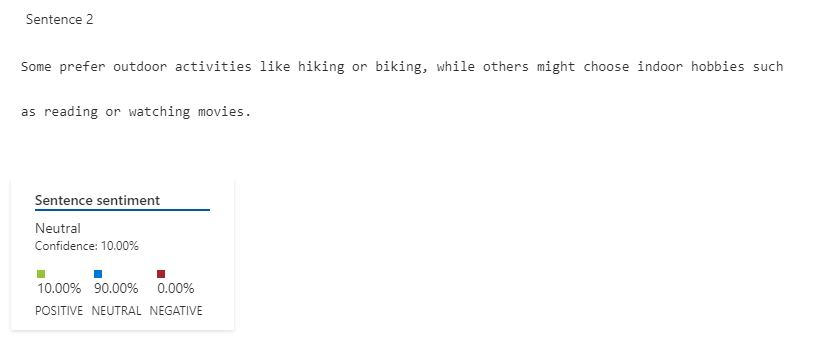 Sentence 2
Some prefer outdoor activities like hiking or biking, while others might choose indoor hobbies such
as reading or watching movies.
Sentence sentiment
Neutral
Confidence: 10.00%
10.00% 90.00% 0.00%
POSITIVE NEUTRAL NEGATIVE